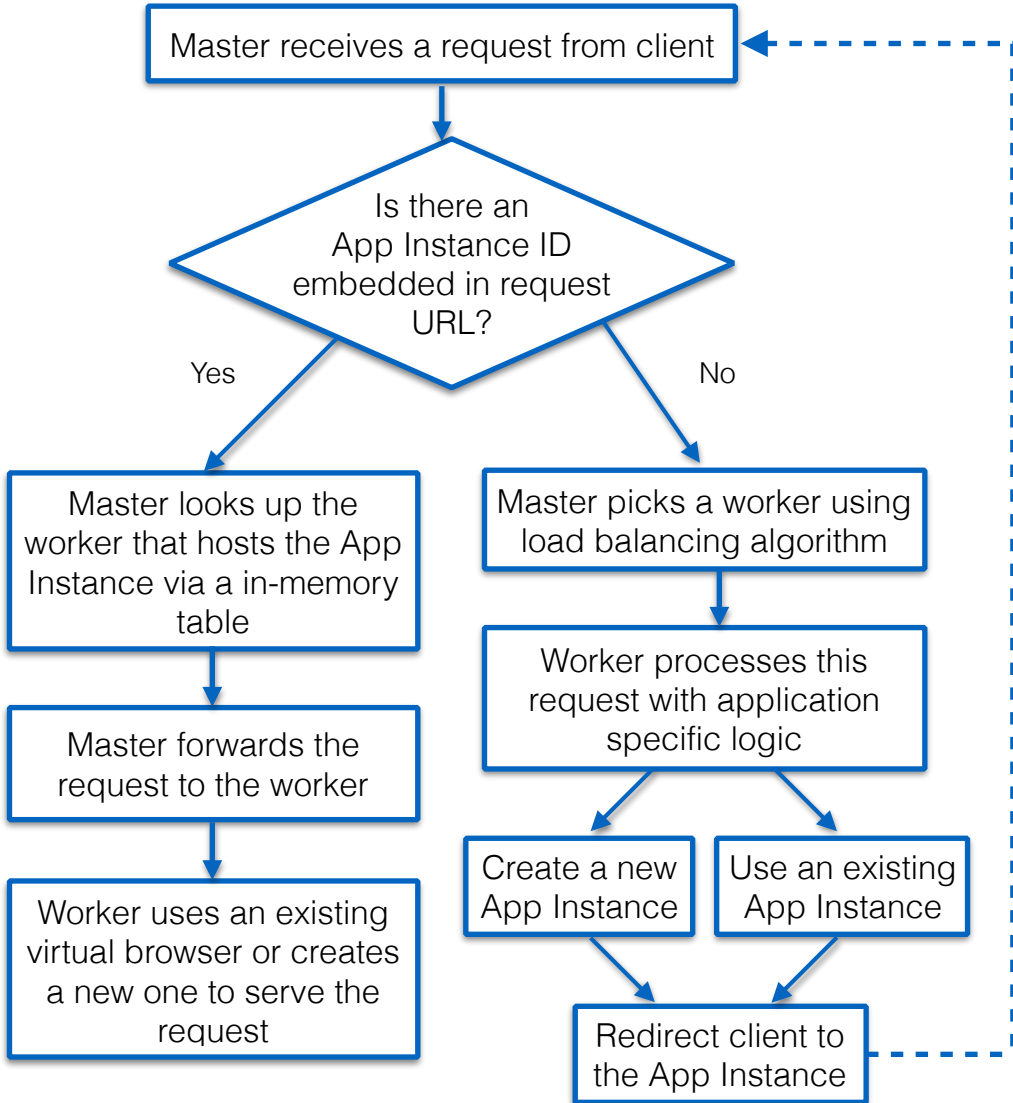 Master receives a request from client
Is there an
App Instance ID
embedded in request
URL?
Yes
No
Master looks up the
worker that hosts the App
Instance via a in-memory
table
Master forwards the
request to the worker
Worker uses an existing
virtual browser or creates
a new one to serve the
request
Master picks a worker using
load balancing algorithm
Worker processes this
request with application
specific logic
Create a new
App Instance
Use an existing
App Instance
Redirect client to
the App Instance